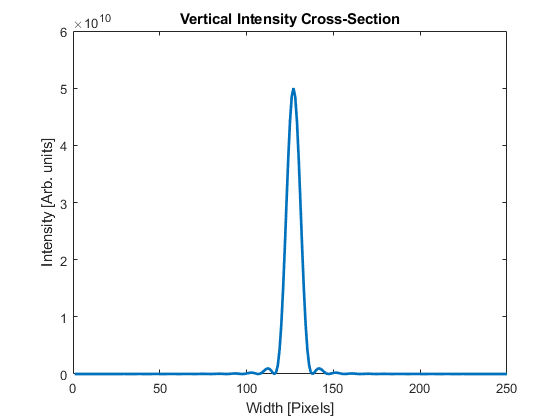 Vertical Intensity Cross-Section
×10^10
6
5
4
3
2
1
0
Intensity [Arb. units]
0 50 100 150 200 250
Width [Pixels]